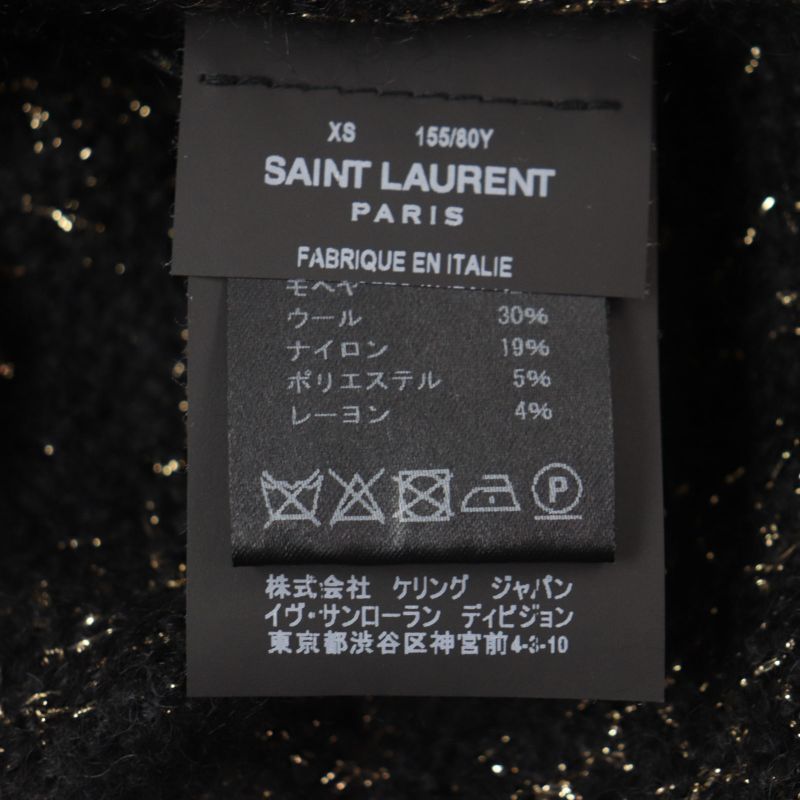 XS 155/80Y
SAINT LAURENT
PARIS
FABRIQUE EN ITALIE
モヘヤ
ウール 30%
ナイロン 19%
ポリエステル 5%
レーヨン 4%
P
株式会社 ケリング ジャパン
イヴ・サンローラン ディビジョン
東京都渋谷区神宮前4-3-10